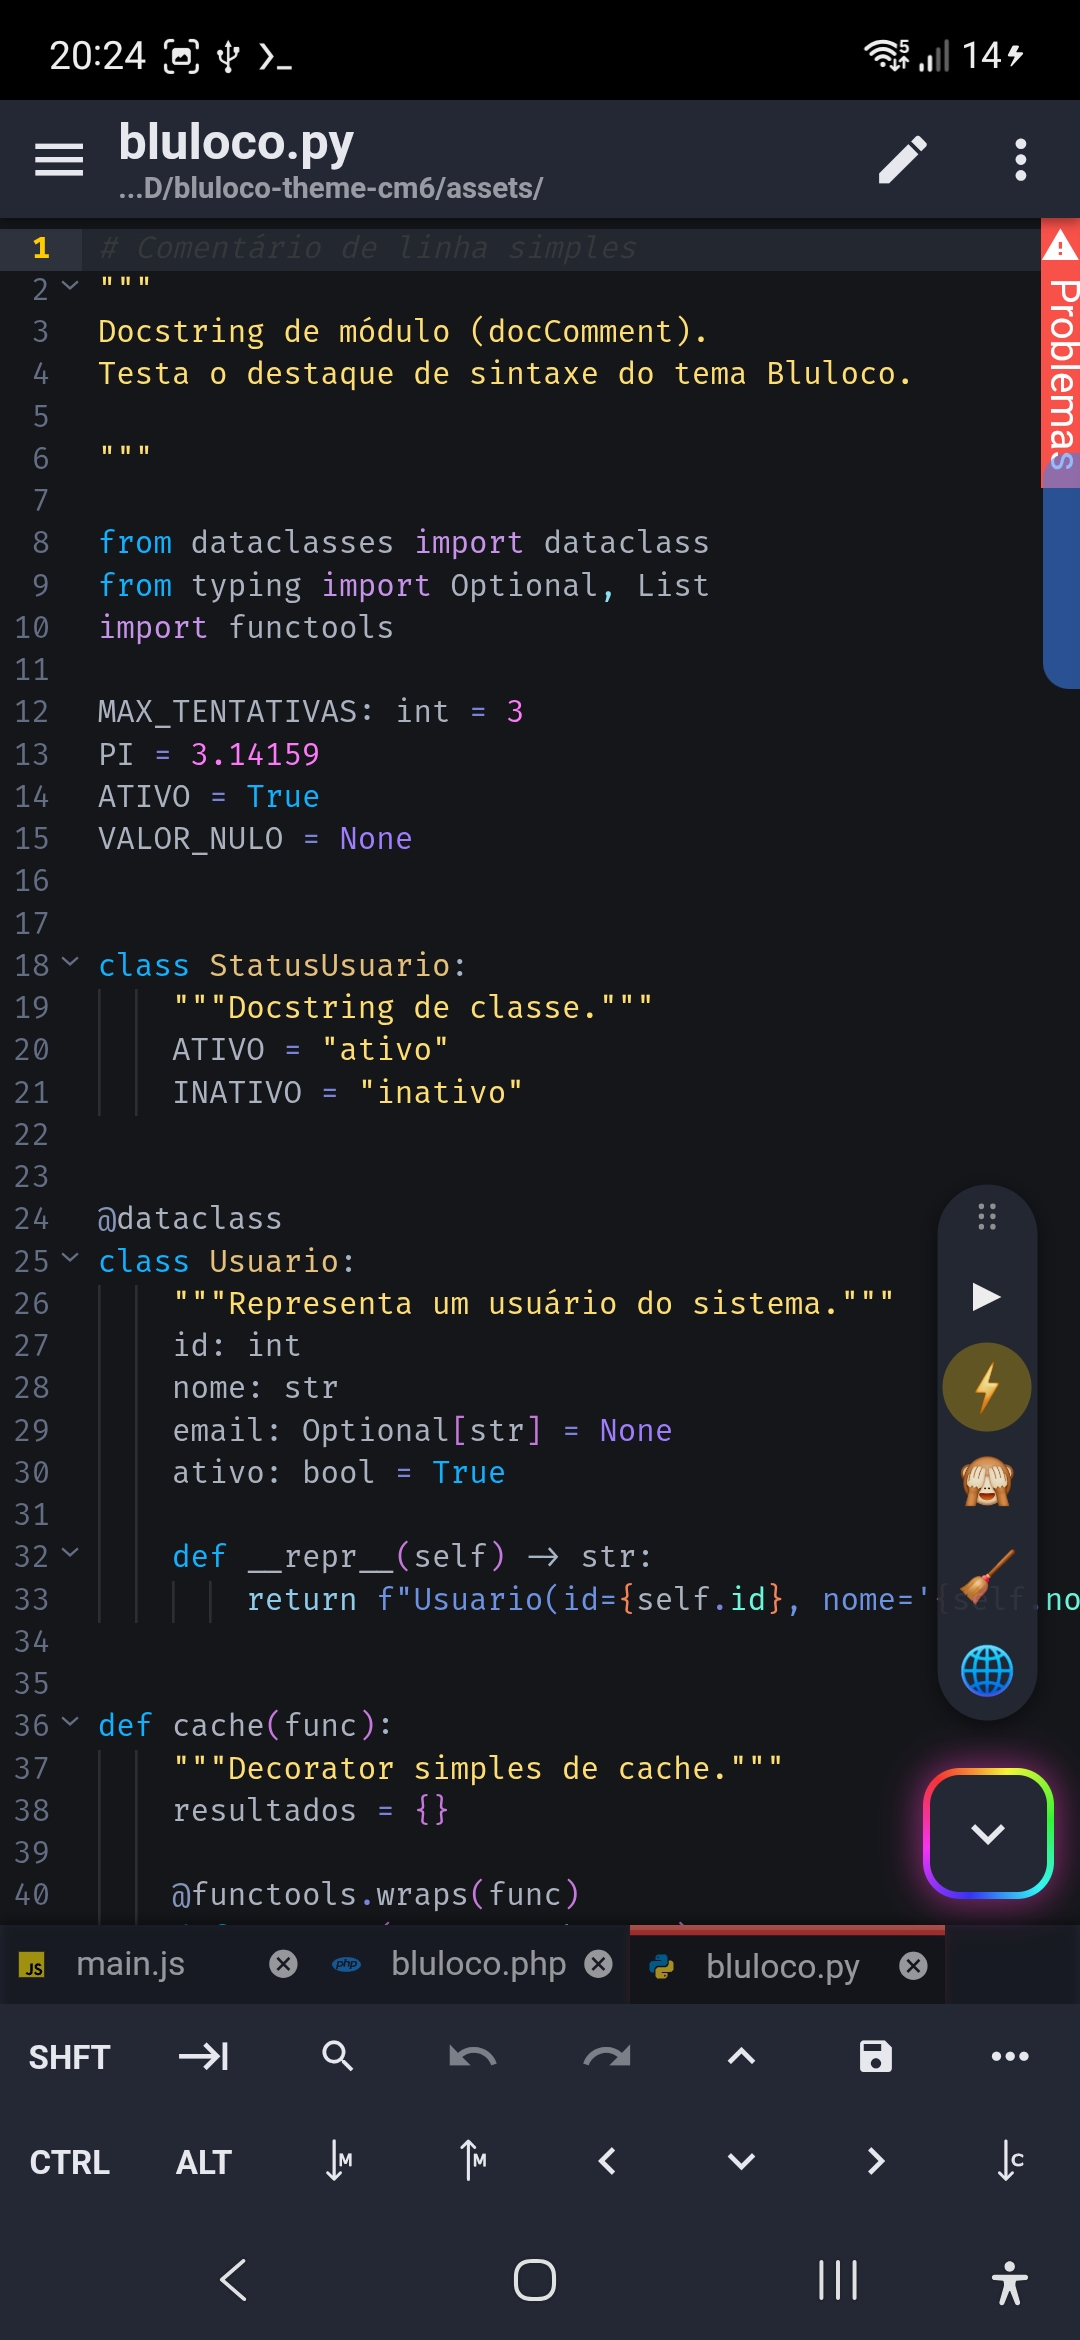 20:24
5
14
bluloco.py
...D/bluloco-theme-cm6/assets/
1 # Comentário de linha simples
2 """
3 Docstring de módulo (docComment).
4 Testa o destaque de sintaxe do tema Bluloco.
5
6 """
7
8 from dataclasses import dataclass
9 from typing import Optional, List
10 import functools
11
12 MAX_TENTATIVAS: int = 3
13 PI = 3.14159
14 ATIVO = True
15 VALOR_NULO = None
16
17
18 class StatusUsuario:
19 """Docstring de classe."""
20 ATIVO = "ativo"
21 INATIVO = "inativo"
22
23
24 @dataclass
25 class Usuario:
26 """Representa um usuário do sistema."""
27 id: int
28 nome: str
29 email: Optional[str] = None
30 ativo: bool = True
31
32 def __repr__(self) -> str:
33 return f"Usuario(id={self.id}, nome='{self.no
34
35
36 def cache(func):
37 """Decorator simples de cache."""
38 resultados = {}
39
40 @functools.wraps(func)
Problemas
JS main.js
php bluloco.php
bluloco.py
SHFT
CTRL ALT M M C